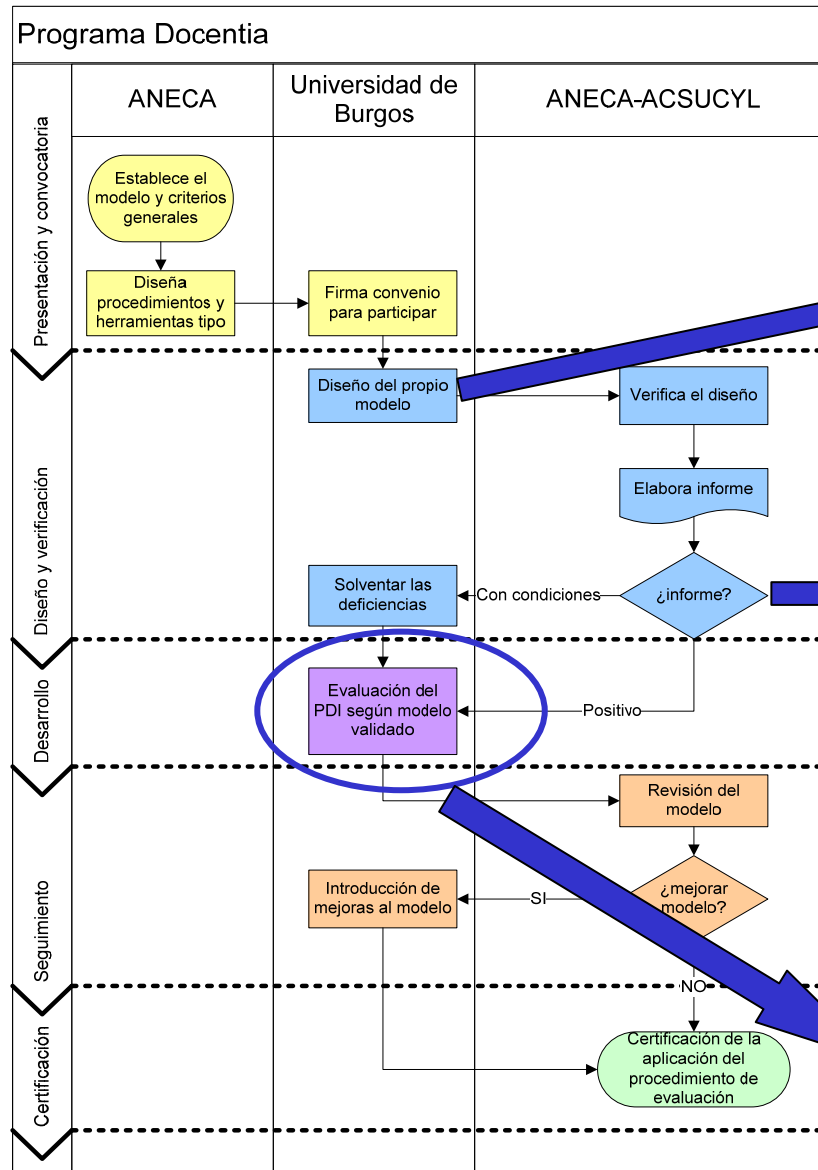 Programa Docentia
ANECA
Universidad de
Burgos
ANECA-ACSUCYL
Presentación y convocatoria
Establece el
modelo y criterios
generales
Diseña
procedimientos y
herramientas tipo
Firma convenio
para participar
Diseño y verificación
Diseño del propio
modelo
Verifica el diseño
Elabora informe
¿informe?
Con condiciones
Solventar las
deficiencias
Desarrollo
Evaluación del
PDI según modelo
validado
Positivo
Seguimiento
Revisión del
modelo
¿mejorar
modelo?
SI
Introducción de
mejoras al modelo
NO
Certificación
Certificación de la
aplicación del
procedimiento de
evaluación